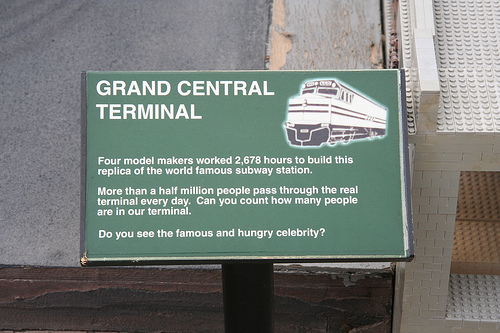 GRAND CENTRAL
TERMINAL
Four model makers worked 2,678 hours to build this
replica of the world famous subway station.
More than a half million people pass through the real
terminal every day. Can you count how many people
are in our terminal.
Do you see the famous and hungry celebrity?